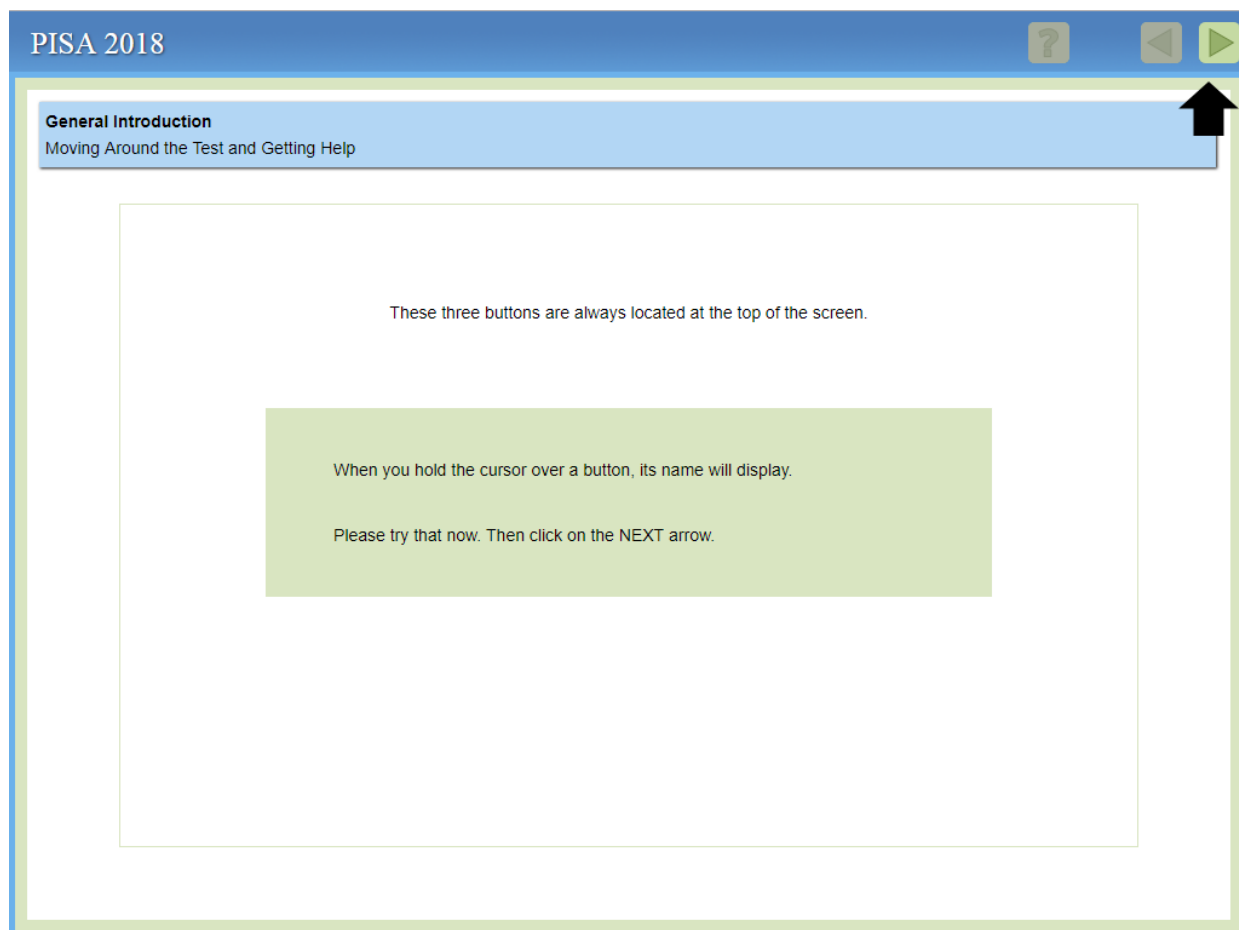 PISA 2018
?
General Introduction
Moving Around the Test and Getting Help
These three buttons are always located at the top of the screen.
When you hold the cursor over a button, its name will display.
Please try that now. Then click on the NEXT arrow.